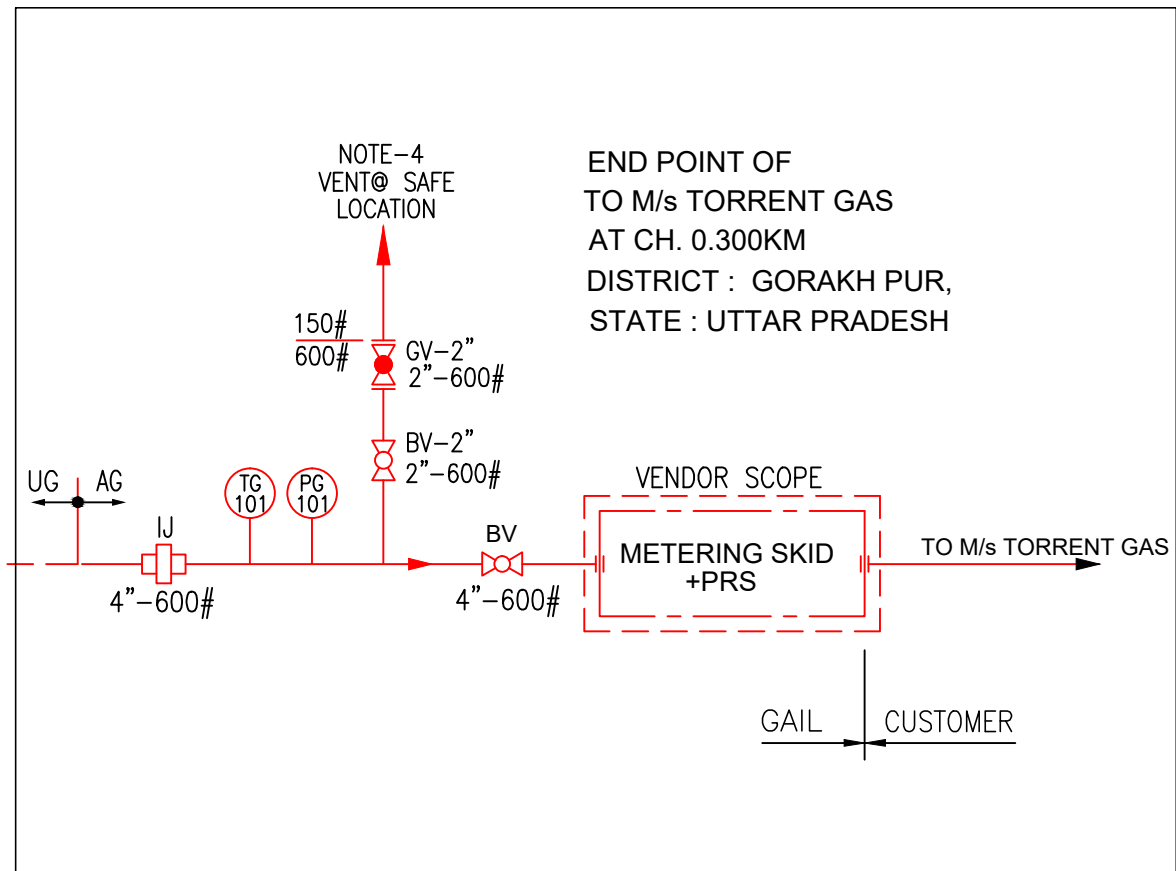 NOTE-4
VENT@ SAFE
LOCATION
END POINT OF
TO M/s TORRENT GAS
AT CH. 0.300KM
DISTRICT : GORAKH PUR,
STATE : UTTAR PRADESH
150#
600#
GV-2"
2"-600#
BV-2"
2"-600#
UG
AG
IJ
4"-600#
TG
101
PG
101
BV
4"-600#
VENDOR SCOPE
METERING SKID
+PRS
TO M/s TORRENT GAS
GAIL
CUSTOMER